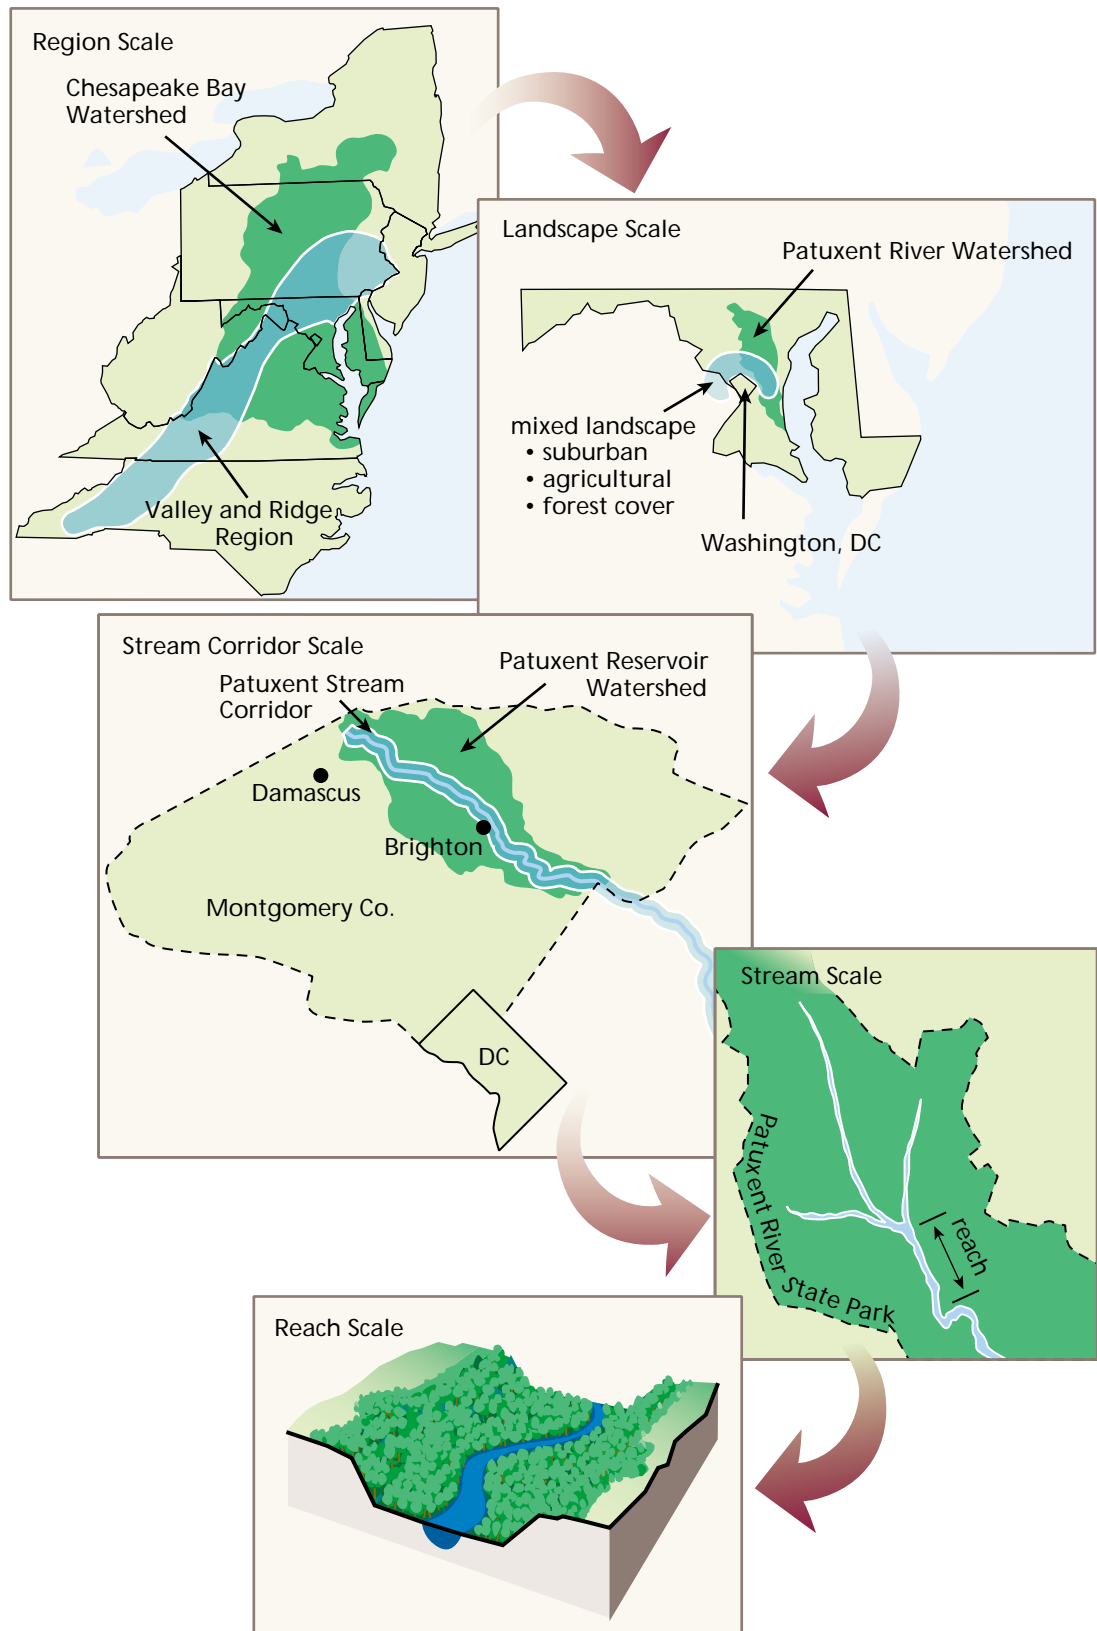 Region Scale
Chesapeake Bay
Watershed
Valley and Ridge
Region
Landscape Scale
Patuxent River Watershed
mixed landscape
• suburban
• agricultural
• forest cover
Washington, DC
Stream Corridor Scale
Patuxent Stream
Corridor
Patuxent Reservoir
Watershed
Damascus
Brighton
Montgomery Co.
DC
Stream Scale
Patuxent River State Park
reach
Reach Scale